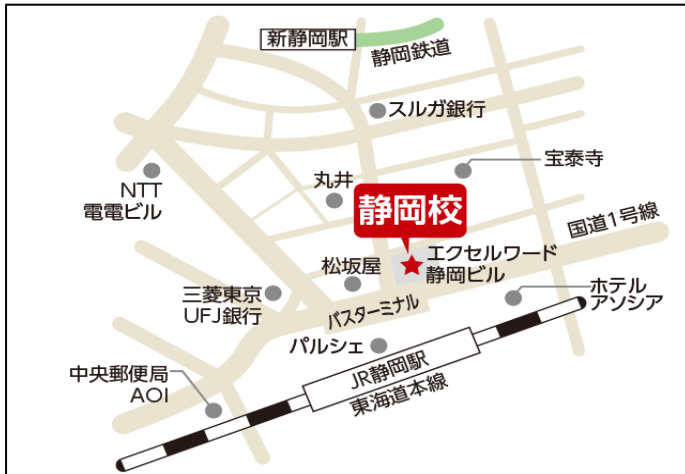 新静岡駅
静岡鉄道
スルガ銀行
宝泰寺
NTT
電電ビル
丸井
静岡校
国道1号線
エクセルワード
静岡ビル
松坂屋
三菱東京
UFJ銀行
バスターミナル
ホテル
アソシア
パルシェ
JR静岡駅
東海道本線
中央郵便局
AOI